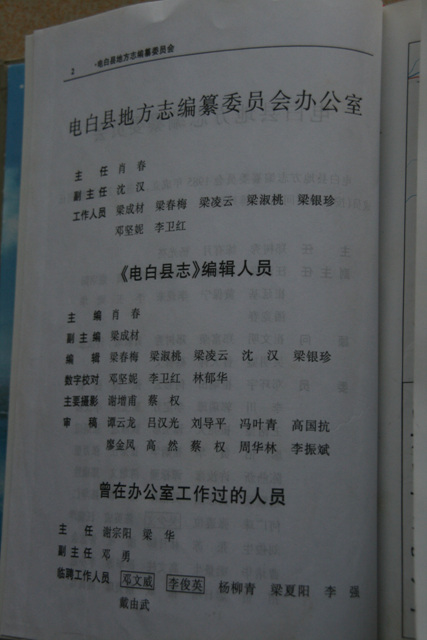 2 ·电白县地方志编纂委员会
电白县地方志编纂委员会办公室
主任 肖春
副主任 沈汉
工作人员 梁成材 梁春梅 梁凌云 梁淑桃 梁银珍
邓坚妮 李卫红
《电白县志》编辑人员
主编 肖春
副主编 梁成材
编辑 梁春梅 梁淑桃 梁凌云 沈汉 梁银珍
数字校对 邓坚妮 李卫红 林郁华
主要摄影 谢增甫 蔡权
审稿 谭云龙 吕汉光 刘导平 冯叶青 高国抗
廖金凤 高然 蔡权 周华林 李振斌
曾在办公室工作过的人员
主任 谢宗阳 梁华
副主任 邓勇
临聘工作人员 邓文威 李俊英 杨柳青 梁夏阳 李强
戴由武